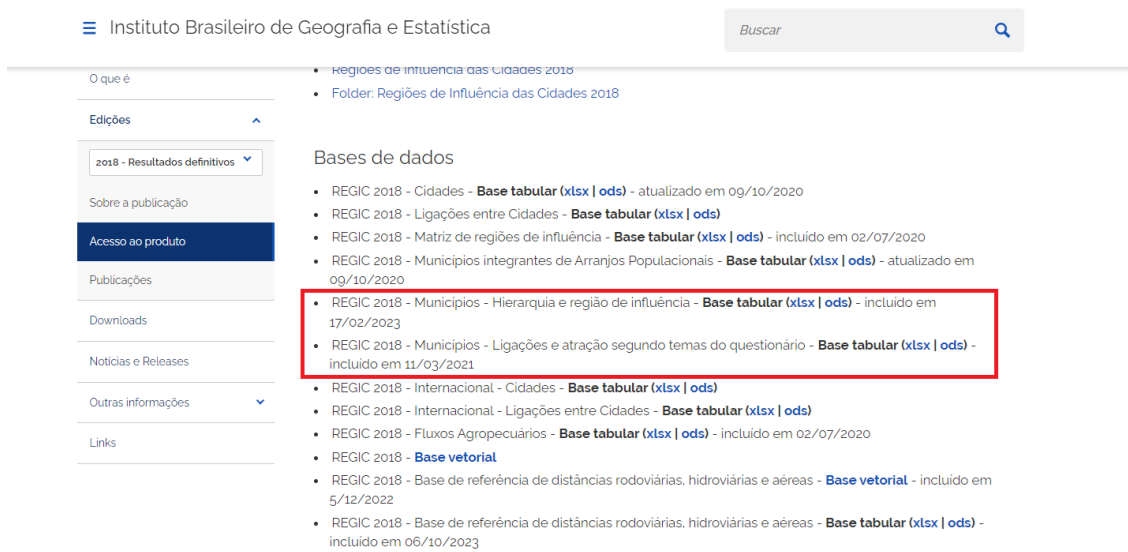 Instituto Brasileiro de Geografia e Estatística
Buscar
O que é
Edições
2018 - Resultados definitivos
Sobre a publicação
Acesso ao produto
Publicações
Downloads
Notícias e Releases
Outras informações
Links
Regiões de Influência das Cidades 2018
Folder: Regiões de Influência das Cidades 2018
Bases de dados
REGIC 2018 - Cidades - Base tabular (xlsx | ods) - atualizado em 09/10/2020
REGIC 2018 - Ligações entre Cidades - Base tabular (xlsx | ods)
REGIC 2018 - Matriz de regiões de influência - Base tabular (xlsx | ods) - incluído em 02/07/2020
REGIC 2018 - Municípios integrantes de Arranjos Populacionais - Base tabular (xlsx | ods) - atualizado em
09/10/2020
REGIC 2018 - Municípios - Hierarquia e região de influência - Base tabular (xlsx | ods) - incluído em
17/02/2023
REGIC 2018 - Municípios - Ligações e atração segundo temas do questionário - Base tabular (xlsx | ods) -
incluído em 11/03/2021
REGIC 2018 - Internacional - Cidades - Base tabular (xlsx | ods)
REGIC 2018 - Internacional - Ligações entre Cidades - Base tabular (xlsx | ods)
REGIC 2018 - Fluxos Agropecuários - Base tabular (xlsx | ods) - incluído em 02/07/2020
REGIC 2018 - Base vetorial
REGIC 2018 - Base de referência de distâncias rodoviárias, hidroviárias e aéreas - Base vetorial - incluído em
5/12/2022
REGIC 2018 - Base de referência de distâncias rodoviárias, hidroviárias e aéreas - Base tabular (xlsx | ods) -
incluído em 06/10/2023